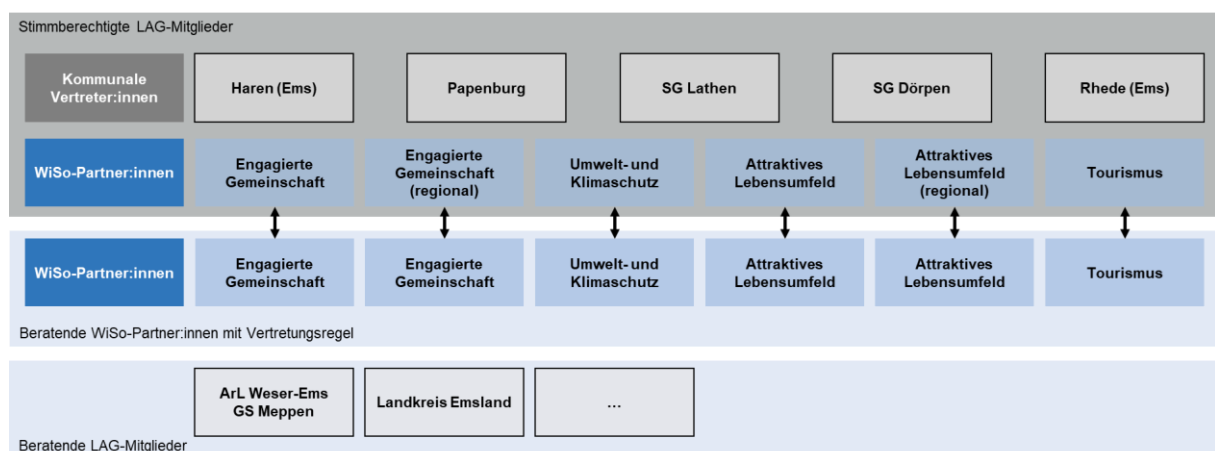 Stimmberechtigte LAG-Mitglieder
Kommunale
Vertreter:innen
Haren (Ems)
Papenburg
SG Lathen
SG Dörpen
Rhede (Ems)
WiSo-Partner:innen
Engagierte
Gemeinschaft
Engagierte
Gemeinschaft
(regional)
Umwelt- und
Klimaschutz
Attraktives
Lebensumfeld
Attraktives
Lebensumfeld
(regional)
Tourismus
WiSo-Partner:innen
Engagierte
Gemeinschaft
Engagierte
Gemeinschaft
Umwelt- und
Klimaschutz
Attraktives
Lebensumfeld
Attraktives
Lebensumfeld
Tourismus
Beratende WiSo-Partner:innen mit Vertretungsregel
ArL Weser-Ems
GS Meppen
Landkreis Emsland
...
Beratende LAG-Mitglieder